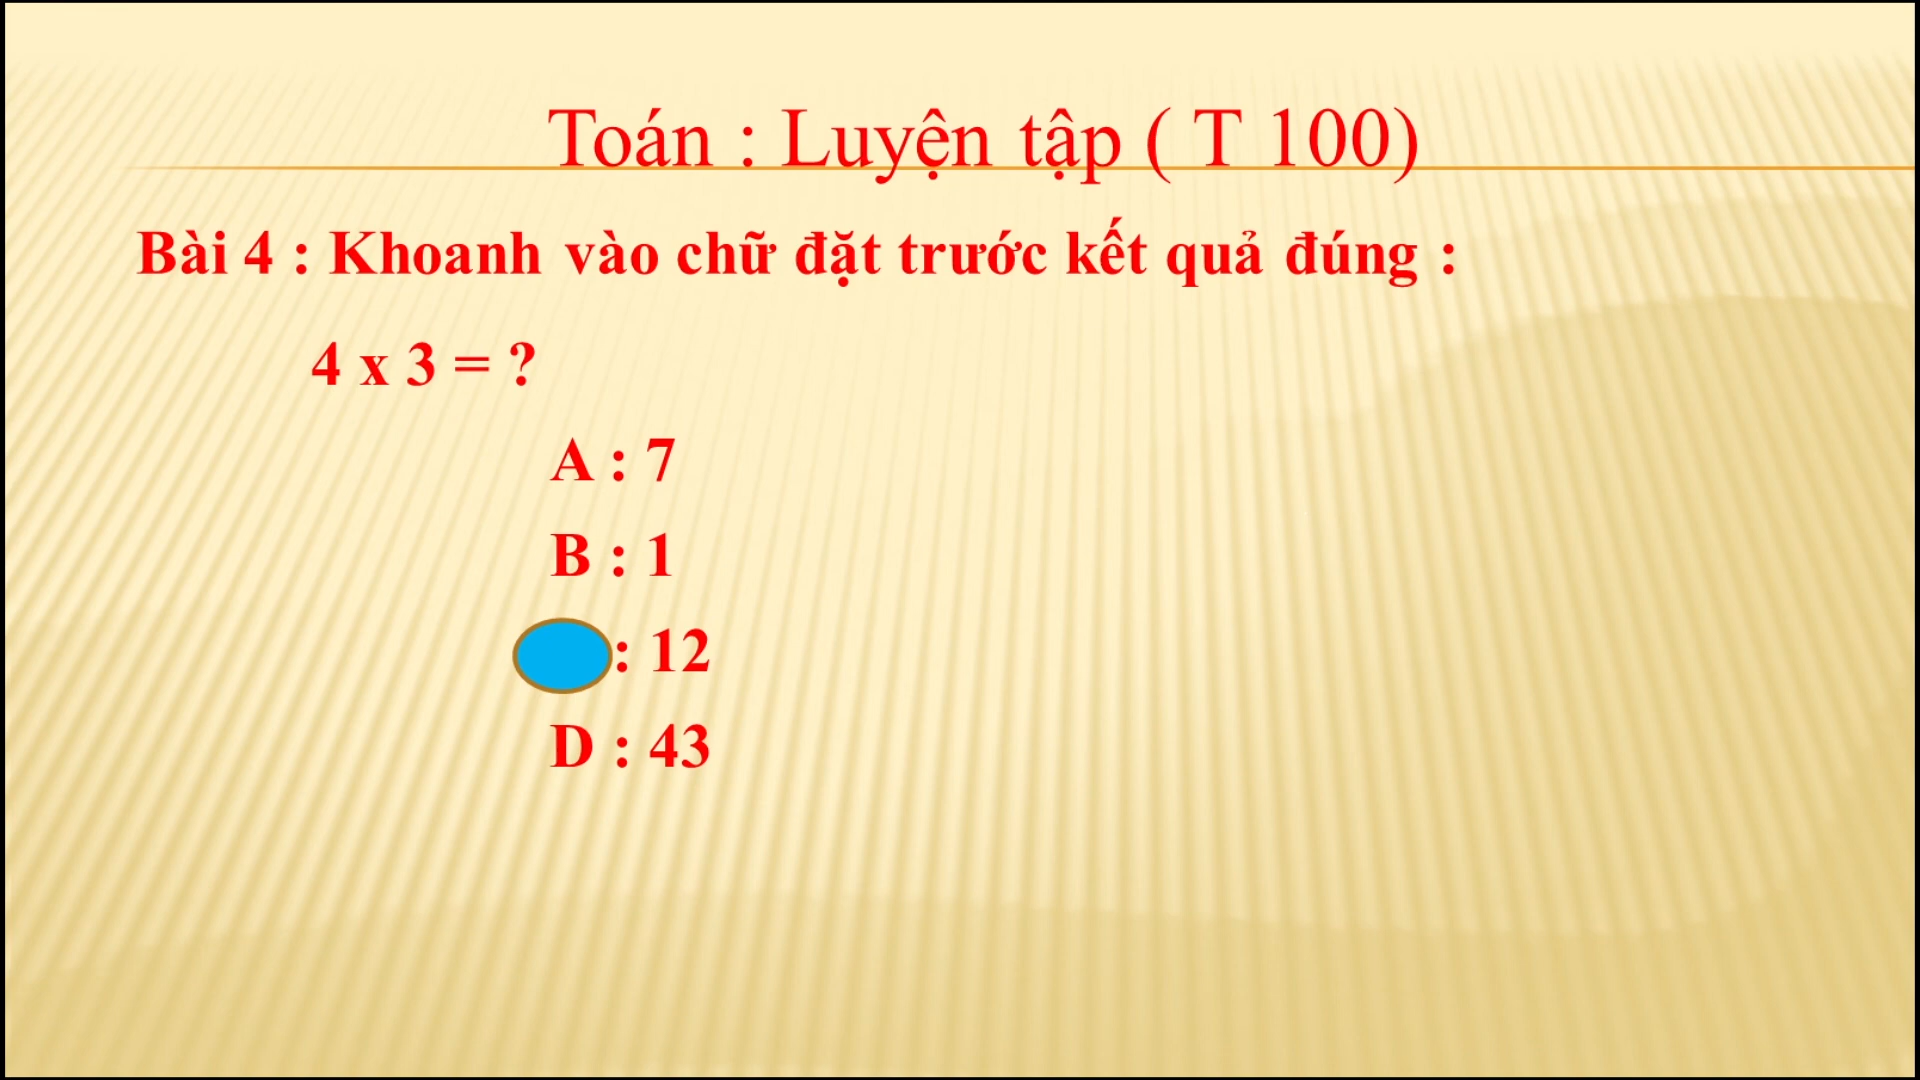 Toán : Luyện tập ( T 100)
Bài 4 : Khoanh vào chữ đặt trước kết quả đúng :
4 x 3 = ?
A : 7
B : 1
: 12
D : 43